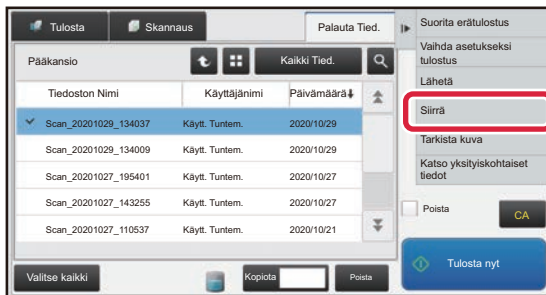 Tulosta
Skannaus
Palauta Tied.
Pääkansio
Kaikki Tied.
Tiedoston Nimi
Käyttäjänimi
Päivämäärä
Scan_20201029_134037
Käytt. Tuntem.
2020/10/29
Scan_20201029_134009
Käytt. Tuntem.
2020/10/29
Scan_20201027_195401
Käytt. Tuntem.
2020/10/27
Scan_20201027_143255
Käytt. Tuntem.
2020/10/27
Scan_20201027_110537
Käytt. Tuntem.
2020/10/21
Valitse kaikki
Kopiota
Poista
Suorita erätulostus
Vaihda asetukseksi
tulostus
Lähetä
Siirrä
Tarkista kuva
Katso yksityiskohtaiset
tiedot
Poista
CA
Tulosta nyt